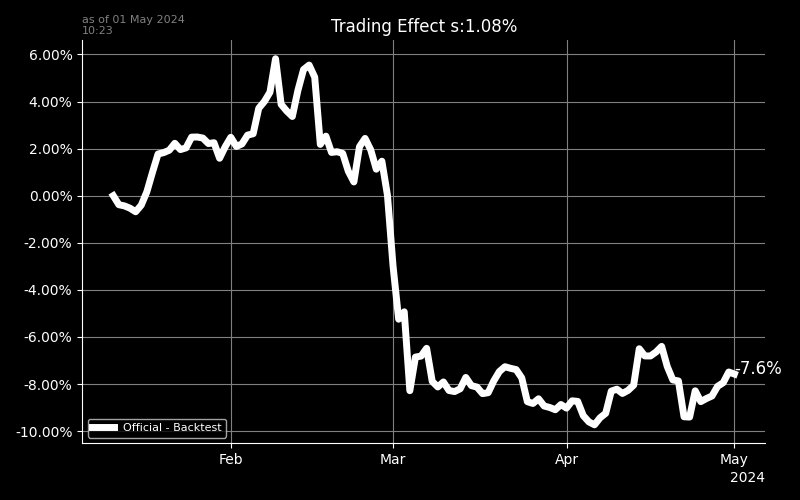 as of 01 May 2024
10:23
Trading Effect s:1.08%
6.00%
4.00%
2.00%
0.00%
-2.00%
-4.00%
-6.00%
-8.00%
-10.00%
-7.6%
Official - Backtest
Feb
Mar
Apr
May
2024